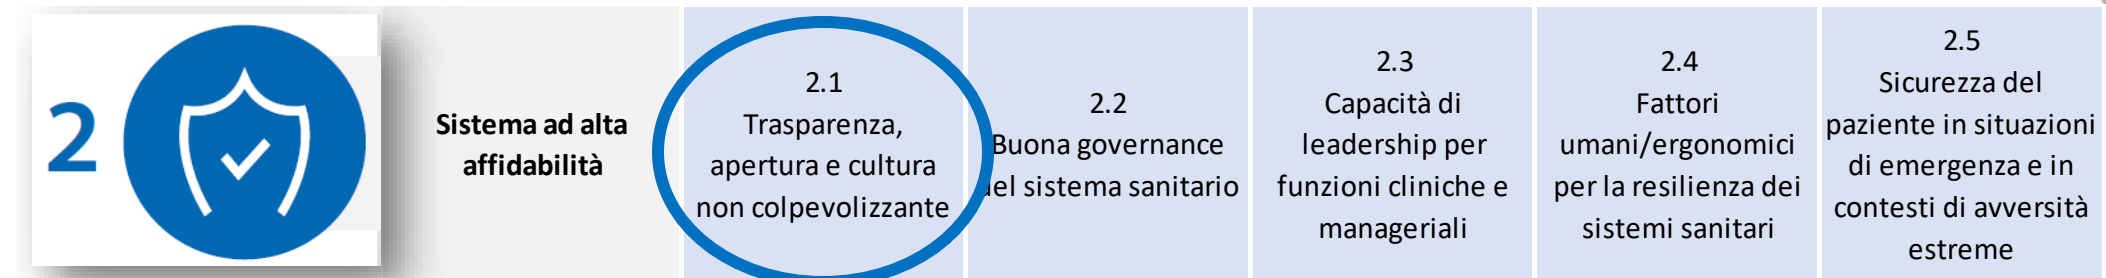 2
Sistema ad alta
affidabilità
2.1
Trasparenza,
apertura e cultura
non colpevolizzante
2.2
Buona governance
del sistema sanitario
2.3
Capacità di
leadership per
funzioni cliniche e
manageriali
2.4
Fattori
umani/ergonomici
per la resilienza dei
sistemi sanitari
2.5
Sicurezza del
paziente in situazioni
di emergenza e in
contesti di avversità
estreme